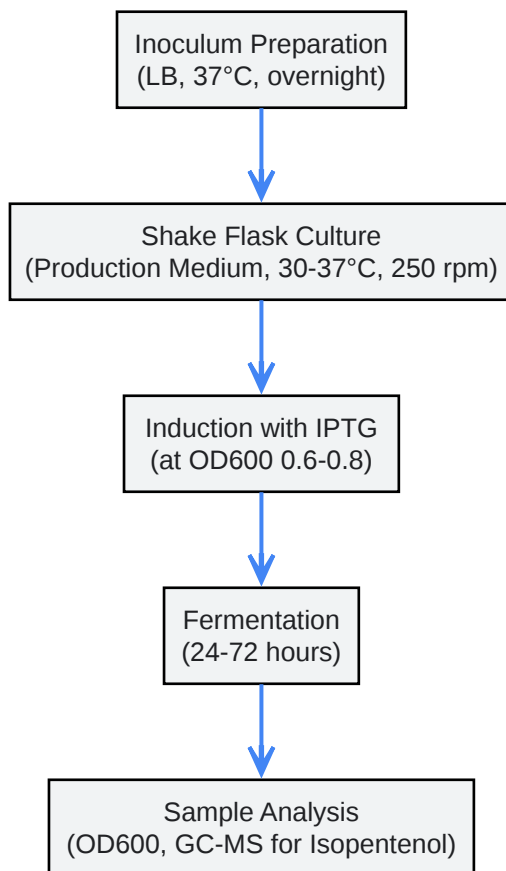 Inoculum Preparation
(LB, 37°C, overnight)
Shake Flask Culture
(Production Medium, 30-37°C, 250 rpm)
Induction with IPTG
(at OD600 0.6-0.8)
Fermentation
(24-72 hours)
Sample Analysis
(OD600, GC-MS for Isopentenol)